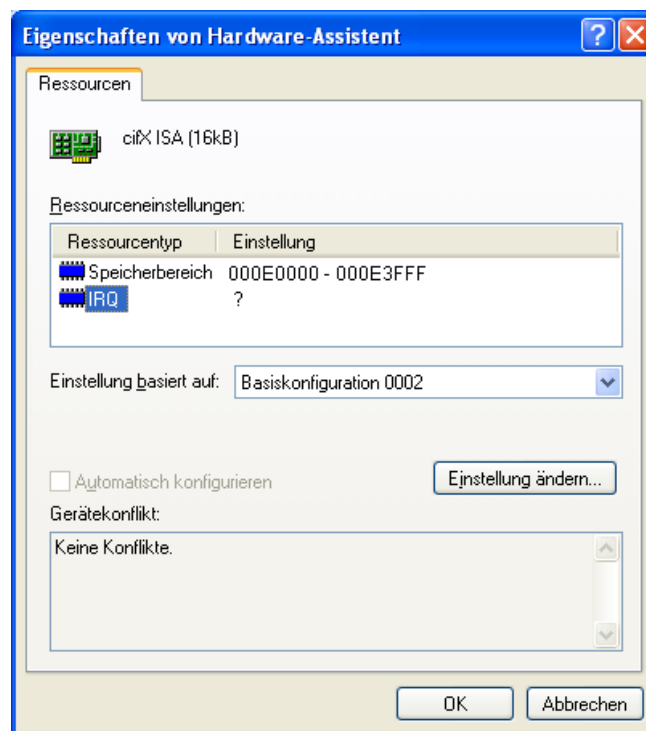 Eigenschaften von Hardware-Assistent
Ressourcen
cifX ISA (16kB)
Ressourceneinstellungen:
Ressourcentyp Einstellung
Speicherbereich 000E0000 - 000E3FFF
IRQ ?
Einstellung basiert auf: Basiskonfiguration 0002
Automatisch konfigurieren Einstellung ändern...
Gerätekonflikt:
Keine Konflikte.
OK Abbrechen